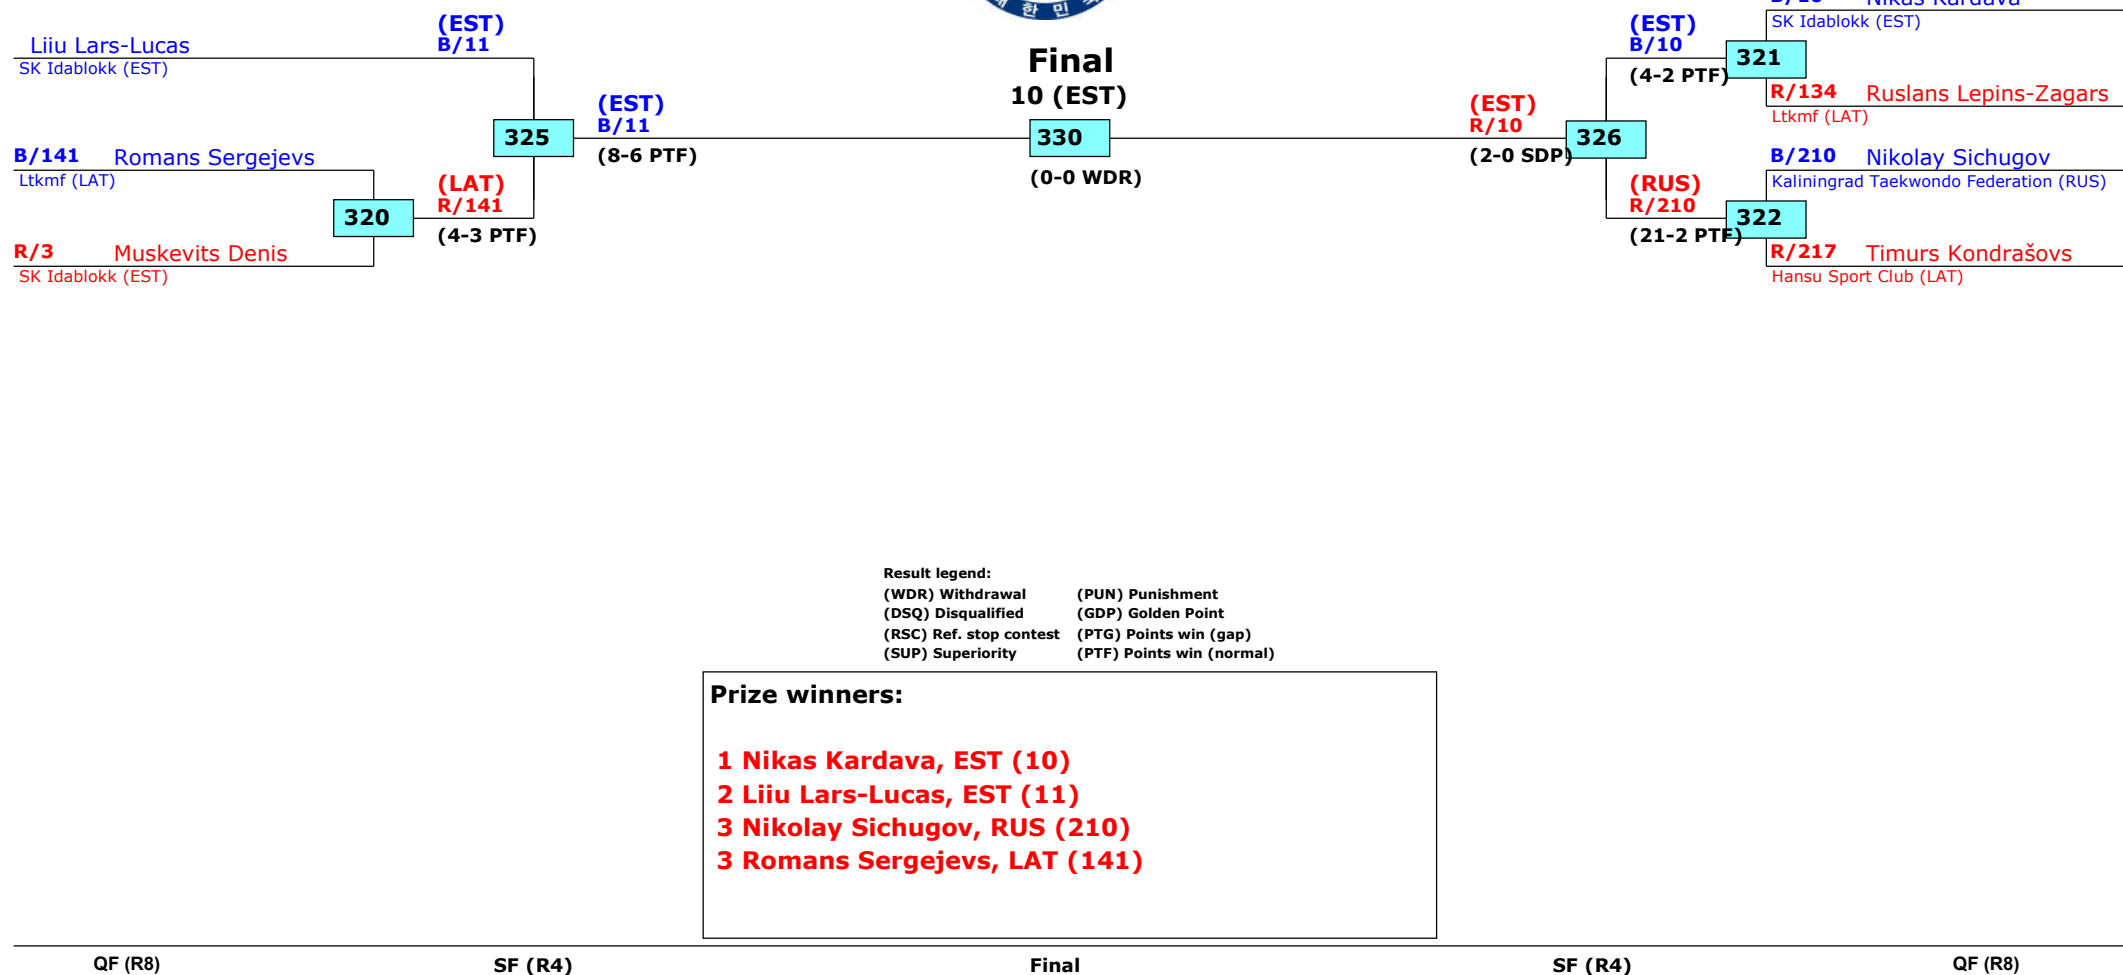 한 민
Final
10 (EST)
(EST)
B/11
Liiu Lars-Lucas
SK Idablokk (EST)
325
(EST)
B/11
(8-6 PTF)
B/141 Romans Sergejevs
Ltkmf (LAT)
320
(LAT)
R/141
(4-3 PTF)
R/3 Muskevits Denis
SK Idablokk (EST)
330
(0-0 WDR)
(EST)
R/10
(2-0 SDP)
326
(EST)
B/10
(4-2 PTF)
321
Nikas Kardava
SK Idablokk (EST)
R/134 Ruslans Lepins-Zagars
Ltkmf (LAT)
B/210 Nikolay Sichugov
Kaliningrad Taekwondo Federation (RUS)
(RUS)
R/210
(21-2 PTF)
322
R/217 Timurs Kondrašovs
Hansu Sport Club (LAT)
Result legend:
(WDR) Withdrawal (PUN) Punishment
(DSQ) Disqualified (GDP) Golden Point
(RSC) Ref. stop contest (PTG) Points win (gap)
(SUP) Superiority (PTF) Points win (normal)
Prize winners:
1 Nikas Kardava, EST (10)
2 Liiu Lars-Lucas, EST (11)
3 Nikolay Sichugov, RUS (210)
3 Romans Sergejevs, LAT (141)
QF (R8) SF (R4) Final SF (R4) QF (R8)